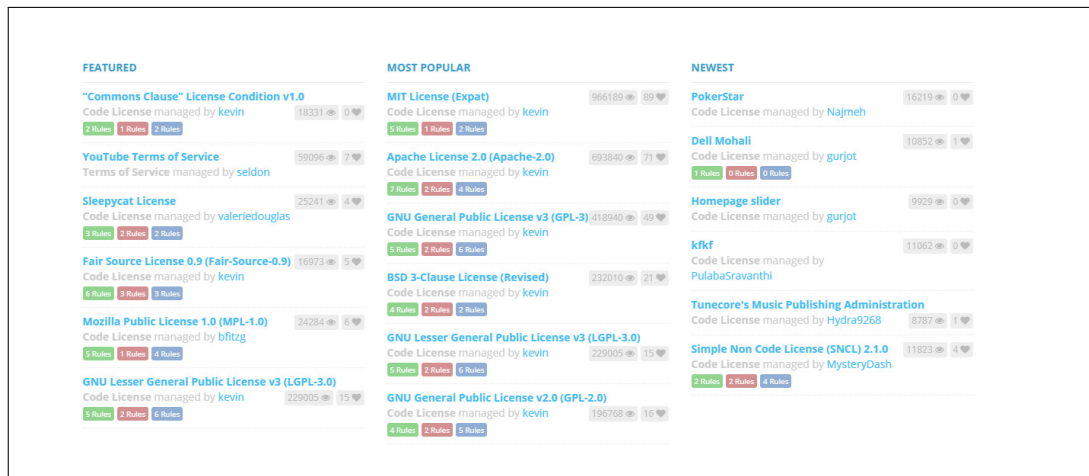 FEATURED
"Commons Clause" License Condition v1.0
Code License managed by kevin 18331 0
2 Rules 1 Rules 2 Rules
YouTube Terms of Service 59096 7
Terms of Service managed by seldon
Sleepycat License 25241 4
Code License managed by valeriedouglas
3 Rules 2 Rules 2 Rules
Fair Source License 0.9 (Fair-Source-0.9) 16973 5
Code License managed by kevin
6 Rules 3 Rules 3 Rules
Mozilla Public License 1.0 (MPL-1.0) 24284 6
Code License managed by bfitzg
5 Rules 1 Rules 4 Rules
GNU Lesser General Public License v3 (LGPL-3.0)
Code License managed by kevin 229005 15
5 Rules 2 Rules 6 Rules
MOST POPULAR
MIT License (Expat) 966189 89
Code License managed by kevin
5 Rules 1 Rules 2 Rules
Apache License 2.0 (Apache-2.0) 693840 71
Code License managed by kevin
7 Rules 2 Rules 4 Rules
GNU General Public License v3 (GPL-3) 418940 49
Code License managed by kevin
5 Rules 2 Rules 6 Rules
BSD 3-Clause License (Revised) 232010 21
Code License managed by kevin
4 Rules 2 Rules 2 Rules
GNU Lesser General Public License v3 (LGPL-3.0)
Code License managed by kevin 229005 15
5 Rules 2 Rules 6 Rules
GNU General Public License v2.0 (GPL-2.0)
Code License managed by kevin 196768 16
4 Rules 2 Rules 5 Rules
NEWEST
PokerStar 16219 0
Code License managed by Najmeh
Dell Mohali 10852 1
Code License managed by gurjot
1 Rules 0 Rules 0 Rules
Homepage slider 9929 0
Code License managed by gurjot
kfkf 11062 0
Code License managed by
PulabaSravanthi
Tunecore's Music Publishing Administration
Code License managed by Hydra9268 8787 1
Simple Non Code License (SNCL) 2.1.0 11823 4
Code License managed by MysteryDash
2 Rules 2 Rules 4 Rules